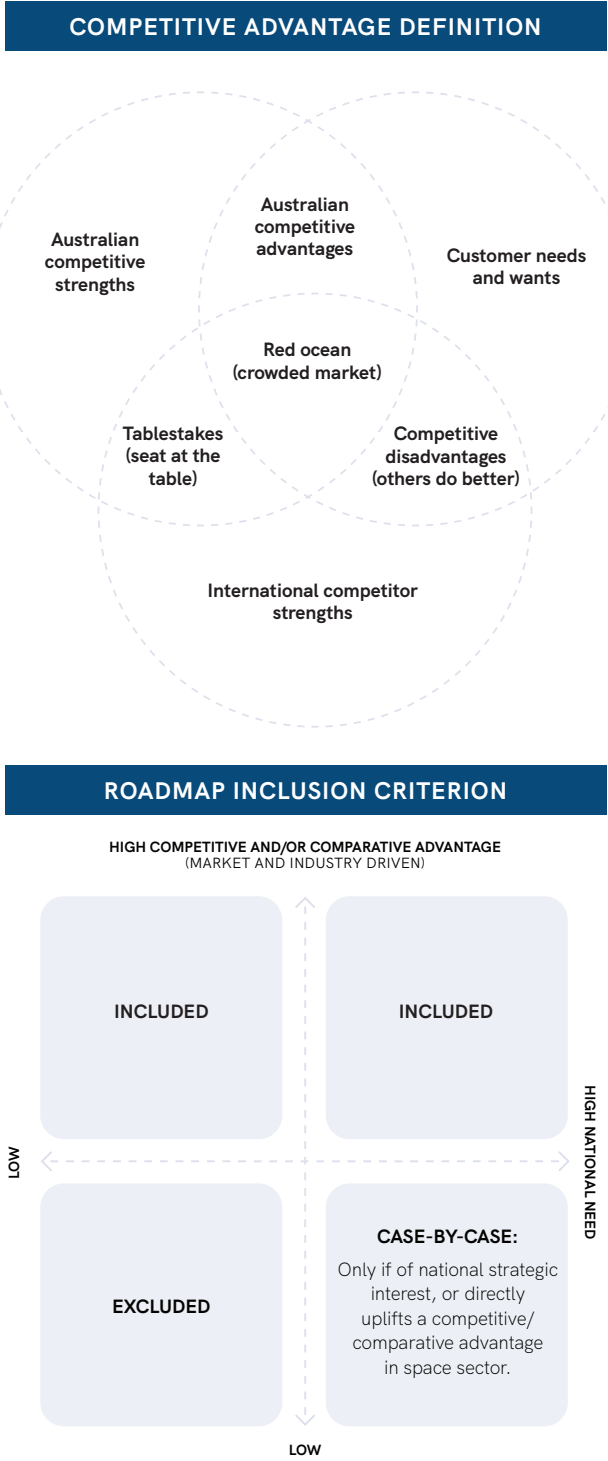 COMPETITIVE ADVANTAGE DEFINITION
Australian
competitive
strengths
Australian
competitive
advantages
Customer needs
and wants
Red ocean
(crowded market)
Tablestakes
(seat at the
table)
Competitive
disadvantages
(others do better)
International competitor
strengths
ROADMAP INCLUSION CRITERION
HIGH COMPETITIVE AND/OR COMPARATIVE ADVANTAGE
(MARKET AND INDUSTRY DRIVEN)
INCLUDED
INCLUDED
LOW
HIGH NATIONAL NEED
EXCLUDED
CASE-BY-CASE:
Only if of national strategic
interest, or directly
uplifts a competitive/
comparative advantage
in space sector.
LOW